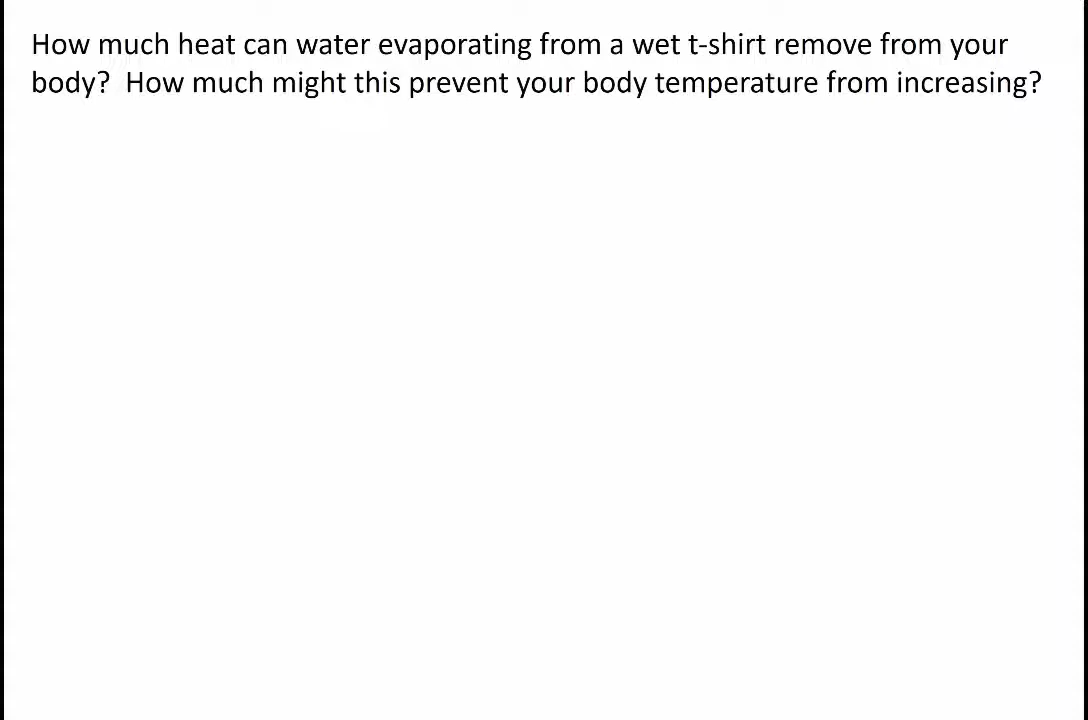 How much heat can water evaporating from a wet t-shirt remove from your
body?  How much might this prevent your body temperature from increasing?